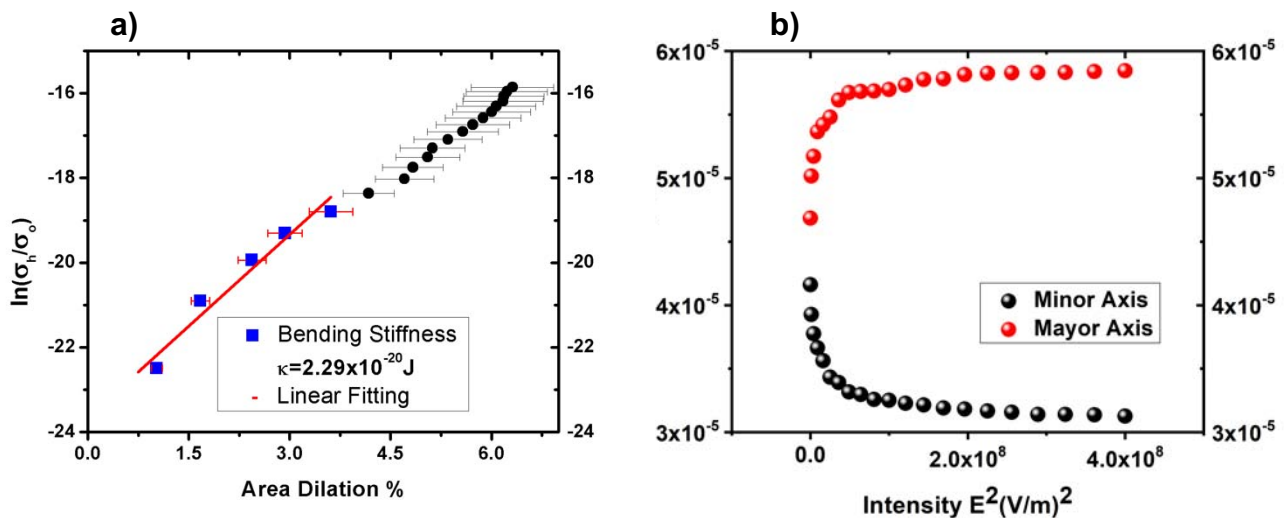 a)
ln(σh/σo)
-16
-18
-20
-22
-24
-16
-18
-20
-22
-24
0.0 1.5 3.0 4.5 6.0
Area Dilation %
Bending Stiffness
κ=2.29x10-20J
Linear Fitting
b)
6x10-5
5x10-5
4x10-5
3x10-5
6x10-5
5x10-5
4x10-5
3x10-5
0.0 2.0x108 4.0x108
Intensity E2(V/m)2
Minor Axis
Mayor Axis